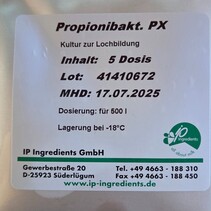 Propionibakt. PX
Kultur zur Lochbildung
Inhalt: 5 Dosis
Lot: 41410672
MHD: 17.07.2025
Dosierung: für 500 l
Lagerung bei -18°C
IP Ingredients GmbH
Gewerbestraße 20
D-25923 Süderlügum
Tel. +49 4663 - 188 310
Fax +49 4663 - 188 450
www.ip-ingredients.de